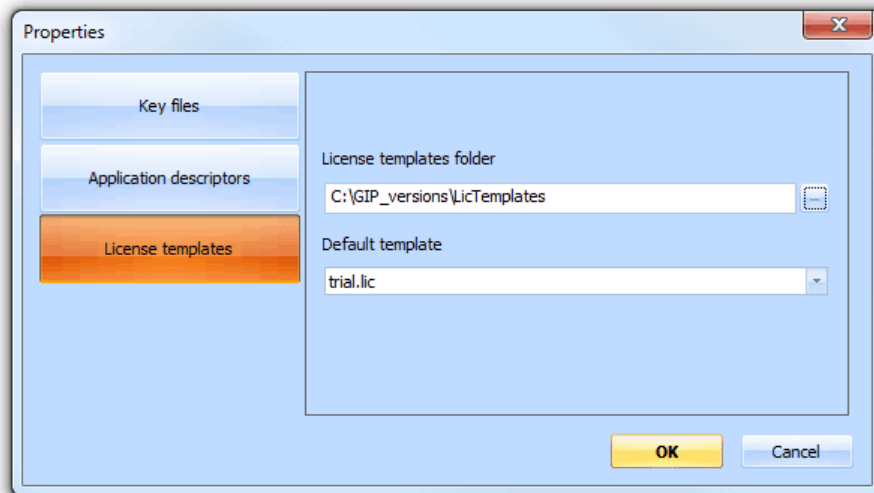 Properties
Key files
Application descriptors
License templates
License templates folder
C:\GIP_versions\LicTemplates
Default template
trial.lic
OK
Cancel